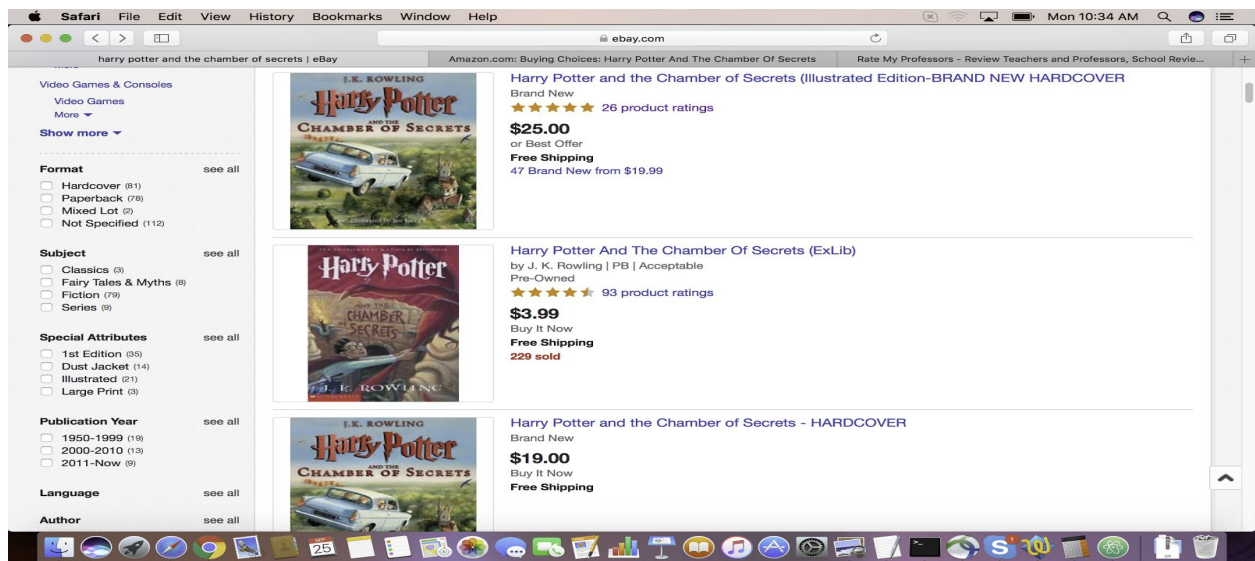 Safari File Edit View History Bookmarks Window Help Mon 10:34 AM
ebay.com
harry potter and the chamber of secrets | eBay
Amazon.com: Buying Choices: Harry Potter And The Chamber Of Secrets
Rate My Professors - Review Teachers and Professors, School Revie...
Video Games & Consoles
Video Games
More
Show more
Format see all
Hardcover (81)
Paperback (78)
Mixed Lot (2)
Not Specified (112)
Subject see all
Classics (3)
Fairy Tales & Myths (8)
Fiction (79)
Series (9)
Special Attributes see all
1st Edition (35)
Dust Jacket (14)
Illustrated (21)
Large Print (3)
Publication Year see all
1950-1999 (19)
2000-2010 (13)
2011-Now (9)
Language see all
Author see all
J.K. ROWLING
Harry Potter
AND THE
CHAMBER OF SECRETS
Illustrated by Jim KAY
Harry Potter and the Chamber of Secrets (Illustrated Edition-BRAND NEW HARDCOVER
Brand New
26 product ratings
$25.00
or Best Offer
Free Shipping
47 Brand New from $19.99
Harry Potter
AND THE
CHAMBER
OF SECRETS
J. K. ROWLING
Harry Potter And The Chamber Of Secrets (ExLib)
by J. K. Rowling | PB | Acceptable
Pre-Owned
93 product ratings
$3.99
Buy It Now
Free Shipping
229 sold
J.K. ROWLING
Harry Potter
AND THE
CHAMBER OF SECRETS
Harry Potter and the Chamber of Secrets - HARDCOVER
Brand New
$19.00
Buy It Now
Free Shipping
SEP
25